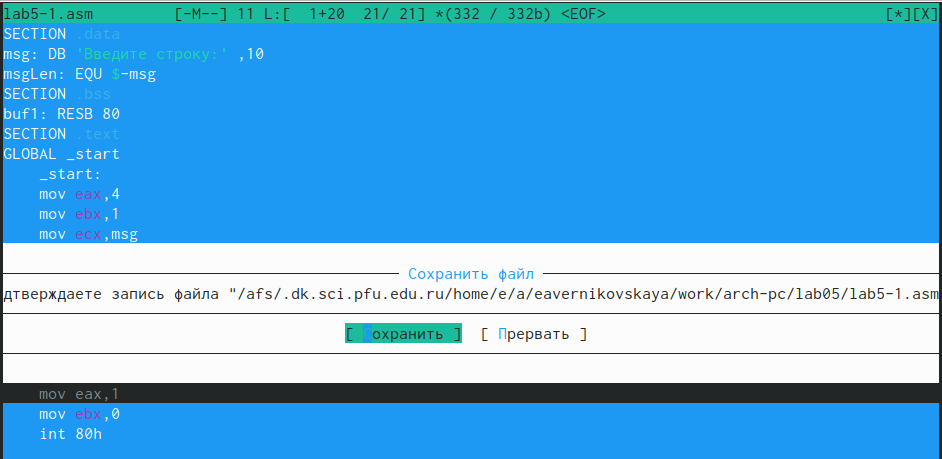 lab5-1.asm [-M--] 11 L:[ 1+20 21/ 21] *(332 / 332b) <EOF> [*][X]
SECTION .data
msg: DB 'Введите строку:' ,10
msgLen: EQU $-msg
SECTION .bss
buf1: RESB 80
SECTION .text
GLOBAL _start
_start:
mov eax,4
mov ebx,1
mov ecx,msg
Сохранить файл
дтверждаете запись файла "/afs/.dk.sci.pfu.edu.ru/home/e/a/eavernikovskaya/work/arch-pc/lab05/lab5-1.asm
[ Сохранить ] [ Прервать ]
mov eax,1
mov ebx,0
int 80h